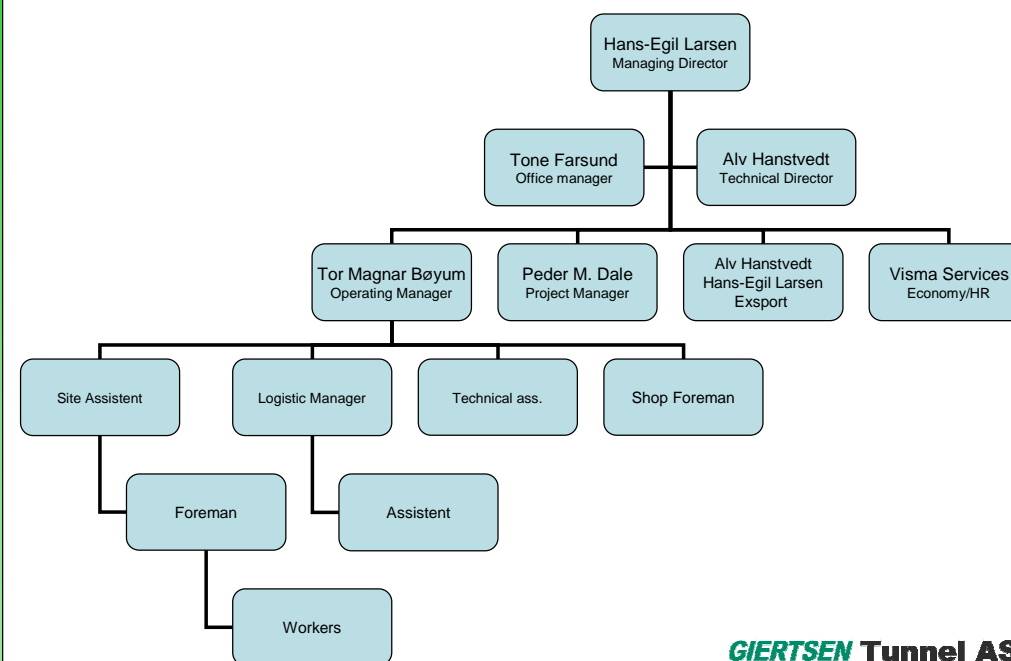 Hans-Egil Larsen
Managing Director
Tone Farsund
Office manager
Alv Hanstvedt
Technical Director
Tor Magnar Bøyum
Operating Manager
Peder M. Dale
Project Manager
Alv Hanstvedt
Hans-Egil Larsen
Exsport
Visma Services
Economy/HR
Site Assistent
Logistic Manager
Technical ass.
Shop Foreman
Foreman
Assistent
Workers
GIERTSEN Tunnel AS